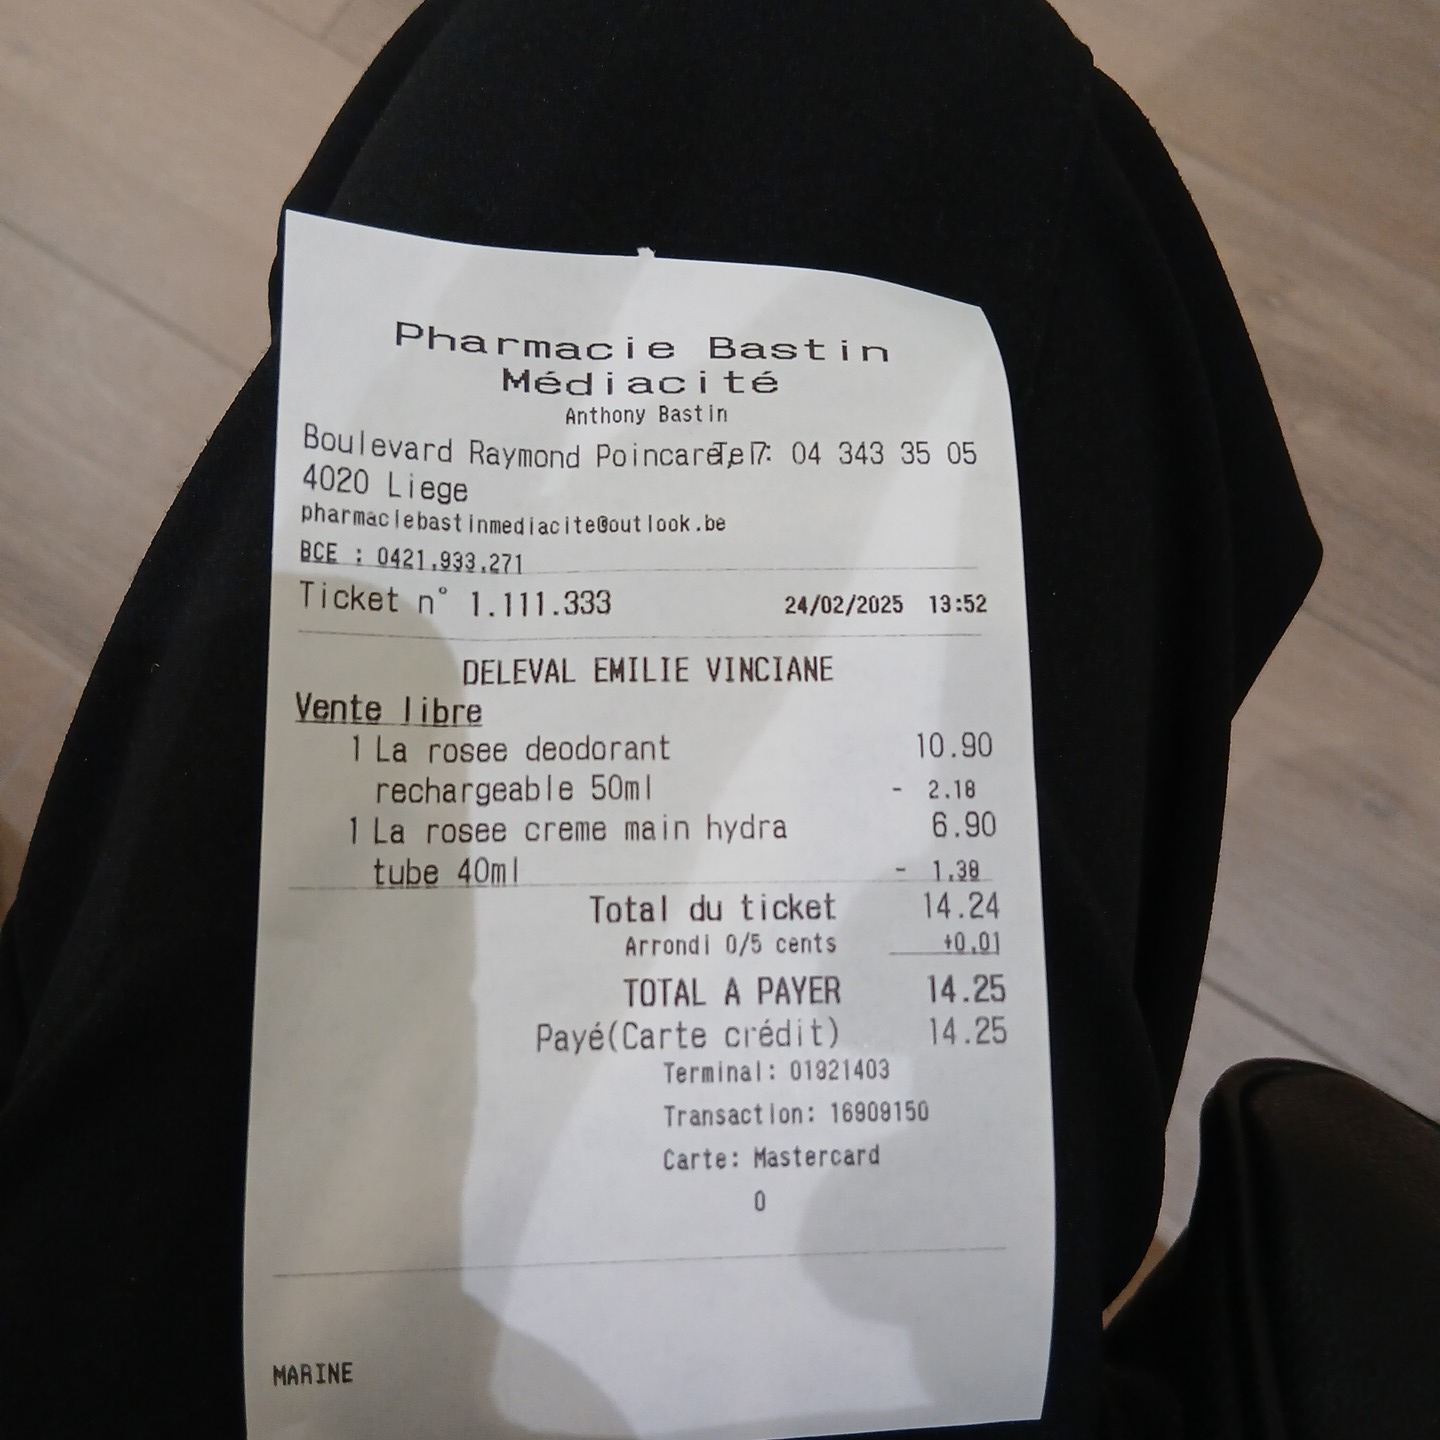 Pharmacie Bastin
Médiacité
Anthony Bastin
Boulevard Raymond Poincaré, 7 Tel: 04 343 35 05
4020 Liege
pharmaciebastinmediacite@outlook.be
BCE : 0421.933.271
Ticket n° 1.111.333 24/02/2025 13:52
DELEVAL EMILIE VINCIANE
Vente libre
1 La rosee deodorant 10.90
rechargeable 50ml - 2.18
1 La rosee creme main hydra 6.90
tube 40ml - 1.38
Total du ticket 14.24
Arrondi 0/5 cents +0.01
TOTAL A PAYER 14.25
Payé(Carte crédit) 14.25
Terminal: 01921403
Transaction: 16909150
Carte: Mastercard
0
MARINE